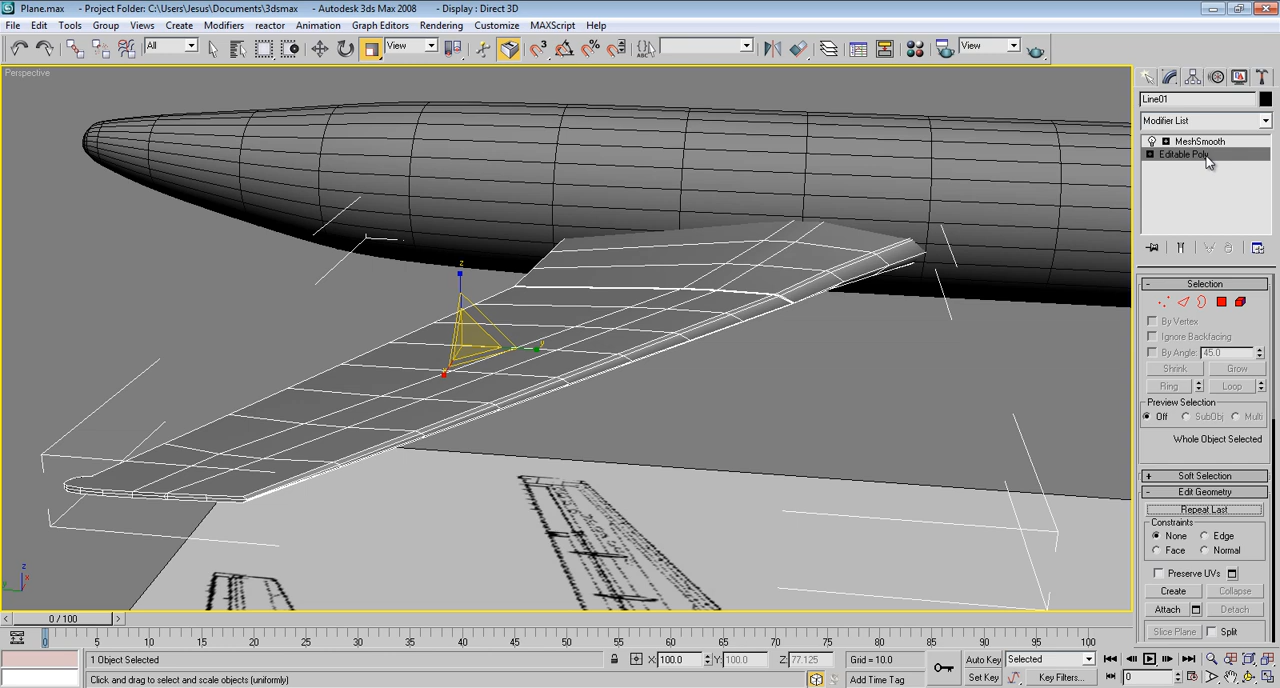 Plane.max - Project Folder: C:\Users\Jesus\Documents\3dsmax - Autodesk 3ds Max 2008 - Display : Direct 3D
File Edit Tools Group Views Create Modifiers reactor Animation Graph Editors Rendering Customize MAXScript Help
All View View
Perspective
Line01
Modifier List
MeshSmooth
Editable Poly
Selection
By Vertex
Ignore Backfacing
By Angle: 45.0
Shrink Grow
Ring Loop
Preview Selection
Off SubObj Multi
Whole Object Selected
Soft Selection
Edit Geometry
Repeat Last
Constraints
None Edge
Face Normal
Preserve UVs
Create Collapse
Attach Detach
Slice Plane Split
z
y
x
z
x
y
0 / 100
0 5 10 15 20 25 30 35 40 45 50 55 60 65 70 75 80 85 90 95 100
1 Object Selected X: 100.0 Y: 100.0 Z: 77.125 Grid = 10.0 Auto Key Selected
Click and drag to select and scale objects (uniformly) Add Time Tag Set Key Key Filters... 0